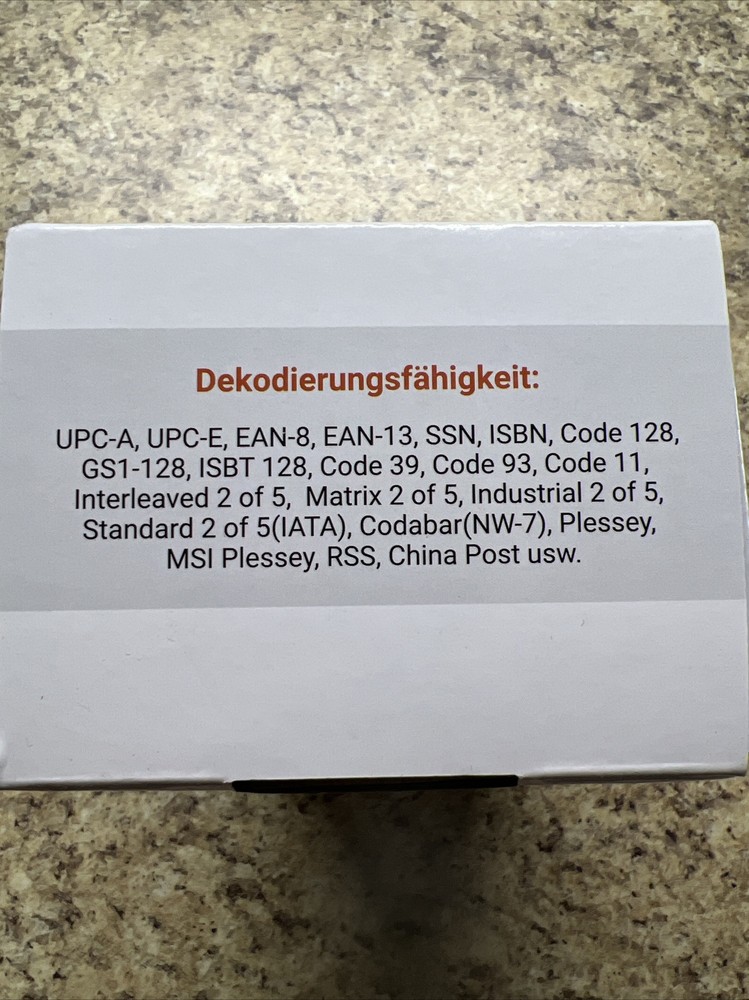 Dekodierungsfähigkeit:
UPC-A, UPC-E, EAN-8, EAN-13, SSN, ISBN, Code 128,
GS1-128, ISBT 128, Code 39, Code 93, Code 11,
Interleaved 2 of 5, Matrix 2 of 5, Industrial 2 of 5,
Standard 2 of 5(IATA), Codabar(NW-7), Plessey,
MSI Plessey, RSS, China Post usw.